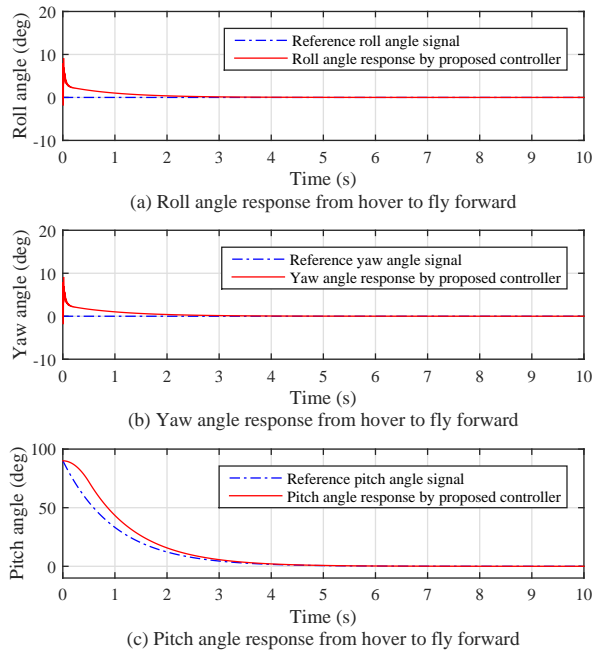 20
10
0
-10
Roll angle (deg)
Reference roll angle signal
Roll angle response by proposed controller
0 1 2 3 4 5 6 7 8 9 10
Time (s)
(a) Roll angle response from hover to fly forward
20
10
0
-10
Yaw angle (deg)
Reference yaw angle signal
Yaw angle response by proposed controller
0 1 2 3 4 5 6 7 8 9 10
Time (s)
(b) Yaw angle response from hover to fly forward
100
50
0
Pitch angle (deg)
Reference pitch angle signal
Pitch angle response by proposed controller
0 1 2 3 4 5 6 7 8 9 10
Time (s)
(c) Pitch angle response from hover to fly forward